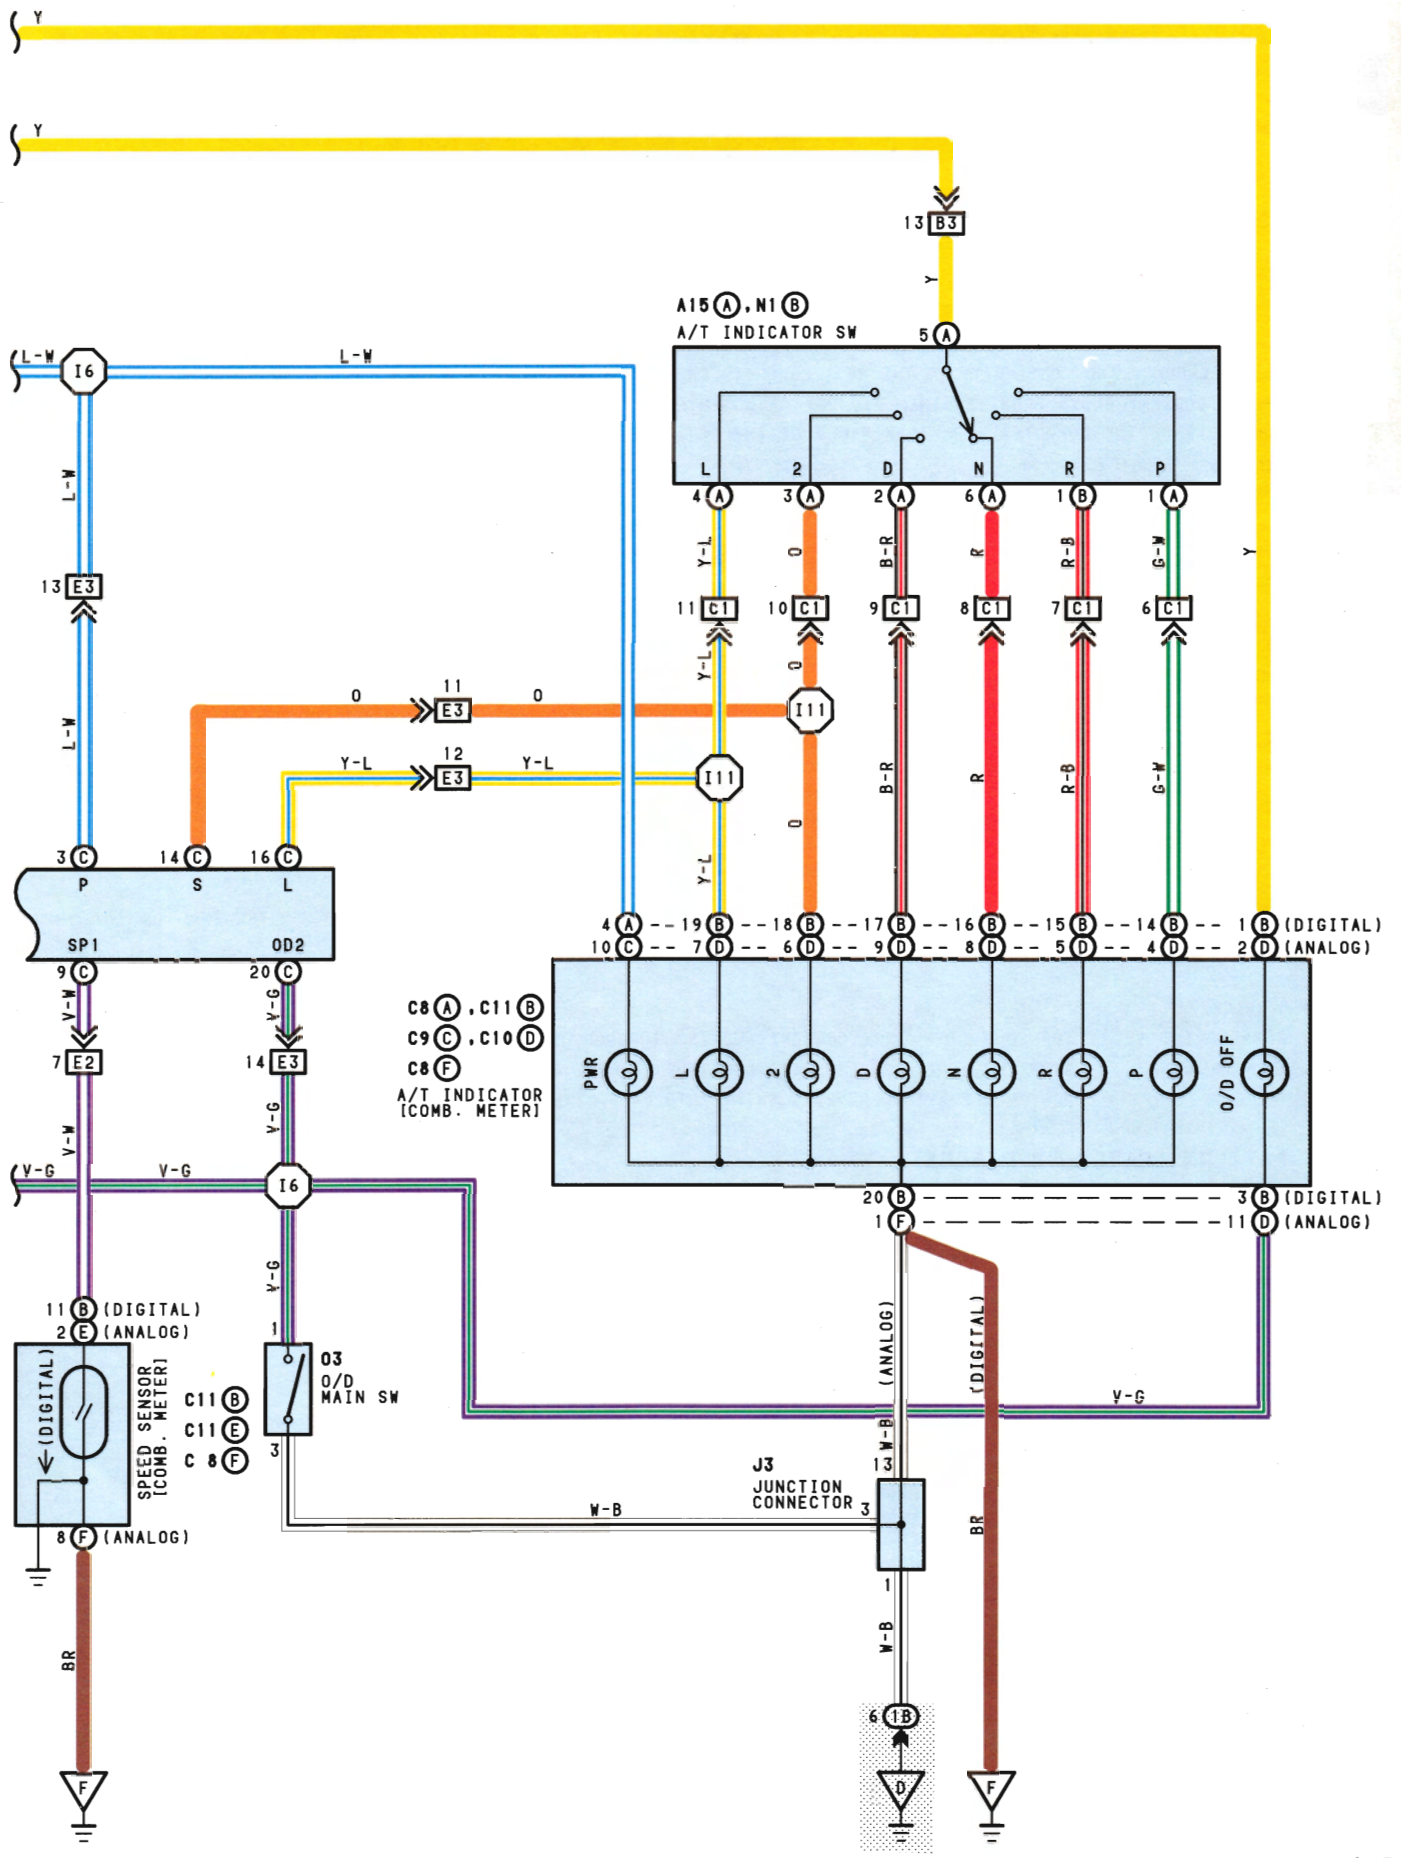 Y
Y
13 B3
Y
A15 A , N1 B
A/T INDICATOR SW
5 A
L-W I6 L-W
L 2 D N R P
4 A 3 A 2 A 6 A 1 B 1 A
L-W
Y-L O B-R R R-B G-W Y
13 E3
11 C1 10 C1 9 C1 8 C1 7 C1 6 C1
Y-L O
O 11 E3 O I11
L-W
Y-L 12 E3 Y-L I11
B-R R R-B G-W
Y-L O
3 C 14 C 16 C
P S L
4 A -- 19 B -- 18 B -- 17 B -- 16 B -- 15 B -- 14 B -- 1 B (DIGITAL)
10 C 7 D 6 D 9 D 8 D 5 D 4 D 2 D (ANALOG)
SP1 OD2
9 C 20 C
V-W V-G
C8 A , C11 B
C9 C , C10 D
C8 F
A/T INDICATOR
[COMB. METER]
PWR L 2 D N R P O/D OFF
7 E2 14 E3
V-W V-G
V-G V-G I6
20 B 3 B (DIGITAL)
1 F 11 D (ANALOG)
V-G
11 B (DIGITAL)
2 E (ANALOG)
(DIGITAL)
SPEED SENSOR
[COMB. METER]
C11 B
C11 E
C 8 F
1
O3
O/D
MAIN SW
3
(ANALOG)
(DIGITAL)
V-G
W-B
13
J3
JUNCTION
CONNECTOR 3
W-B
8 F (ANALOG)
BR
1
W-B
BR
6 1B
F D F